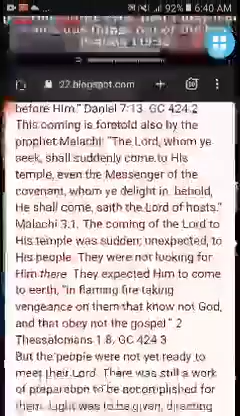 92% 6:40 AM
22.blogspot.com
before Him." Daniel 7:13. GC 424.2
This coming is foretold also by the
prophet Malachi: "The Lord, whom ye
seek, shall suddenly come to His
temple, even the Messenger of the
covenant, whom ye delight in: behold,
He shall come, saith the Lord of hosts."
Malachi 3:1. The coming of the Lord to
His temple was sudden, unexpected, to
His people. They were not looking for
Him there. They expected Him to come
to earth, "in flaming fire taking
vengeance on them that know not God,
and that obey not the gospel." 2
Thessalonians 1:8. GC 424.3
But the people were not yet ready to
meet their Lord. There was still a work
of preparation to be accomplished for
them. Light was to be given, directing